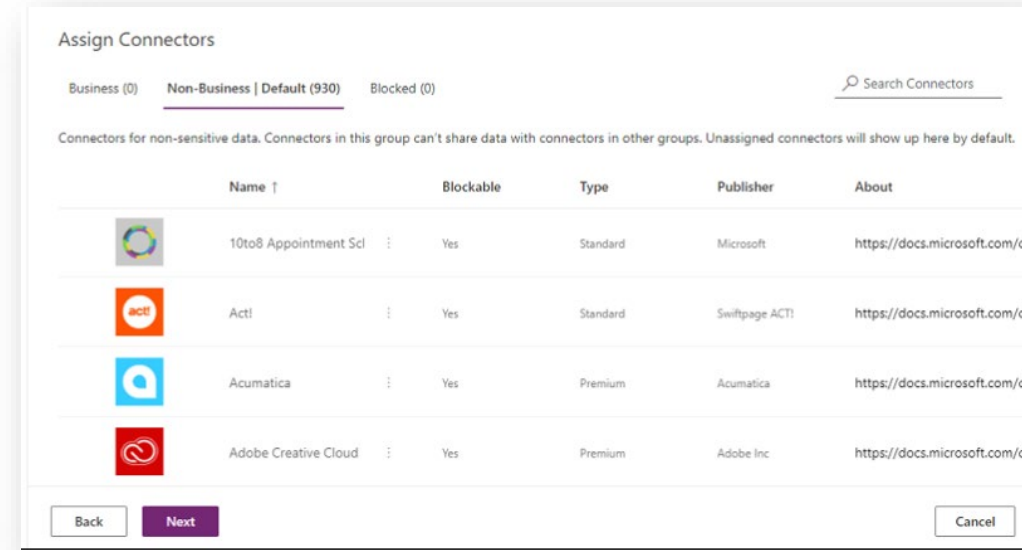 Assign Connectors
Business (0) Non-Business | Default (930) Blocked (0) Search Connectors
Connectors for non-sensitive data. Connectors in this group can't share data with connectors in other groups. Unassigned connectors will show up here by default.
Name ↑ Blockable Type Publisher About
10to8 Appointment Scl Yes Standard Microsoft https://docs.microsoft.com/c
act! Act! Yes Standard Swiftpage ACT! https://docs.microsoft.com/c
Acumatica Yes Premium Acumatica https://docs.microsoft.com/c
Adobe Creative Cloud Yes Premium Adobe Inc https://docs.microsoft.com/c
Back Next Cancel